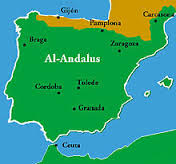 Gijón
Carcasona
Pamplona
Braga
Zaragoza
Al-Andalus
Cordoba
Toledo
Granada
Ceuta